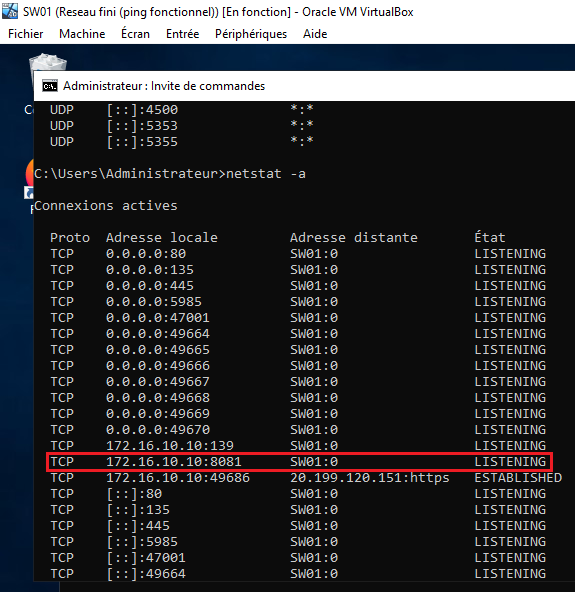 SW01 (Reseau fini (ping fonctionnel)) [En fonction] - Oracle VM VirtualBox
Fichier Machine Écran Entrée Périphériques Aide
Administrateur : Invite de commandes
UDP [::]:4500 *:*
UDP [::]:5353 *:*
UDP [::]:5355 *:*
C:\Users\Administrateur>netstat -a
Connexions actives
Proto Adresse locale Adresse distante État
TCP 0.0.0.0:80 SW01:0 LISTENING
TCP 0.0.0.0:135 SW01:0 LISTENING
TCP 0.0.0.0:445 SW01:0 LISTENING
TCP 0.0.0.0:5985 SW01:0 LISTENING
TCP 0.0.0.0:47001 SW01:0 LISTENING
TCP 0.0.0.0:49664 SW01:0 LISTENING
TCP 0.0.0.0:49665 SW01:0 LISTENING
TCP 0.0.0.0:49666 SW01:0 LISTENING
TCP 0.0.0.0:49667 SW01:0 LISTENING
TCP 0.0.0.0:49668 SW01:0 LISTENING
TCP 0.0.0.0:49669 SW01:0 LISTENING
TCP 0.0.0.0:49670 SW01:0 LISTENING
TCP 172.16.10.10:139 SW01:0 LISTENING
TCP 172.16.10.10:8081 SW01:0 LISTENING
TCP 172.16.10.10:49686 20.199.120.151:https ESTABLISHED
TCP [::]:80 SW01:0 LISTENING
TCP [::]:135 SW01:0 LISTENING
TCP [::]:445 SW01:0 LISTENING
TCP [::]:5985 SW01:0 LISTENING
TCP [::]:47001 SW01:0 LISTENING
TCP [::]:49664 SW01:0 LISTENING